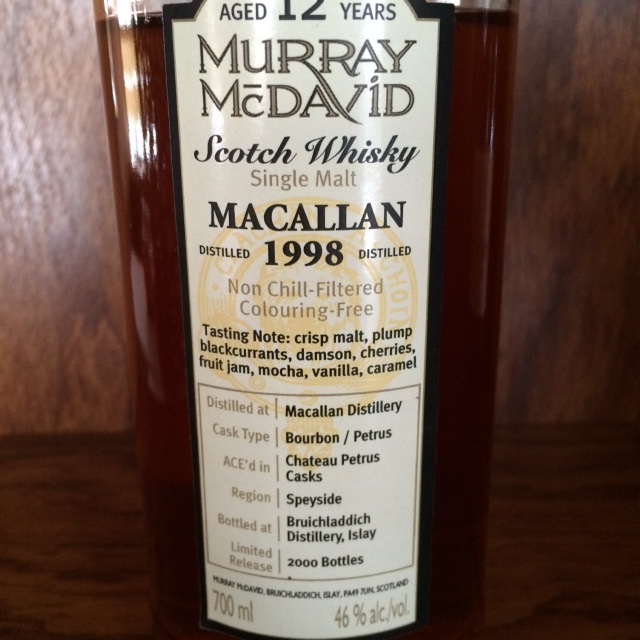 AGED 12 YEARS
MURRAY
McDAVID
Scotch Whisky
Single Malt
MACALLAN
DISTILLED 1998 DISTILLED
Non Chill-Filtered
Colouring-Free
Tasting Note: crisp malt, plump
blackcurrants, damson, cherries,
fruit jam, mocha, vanilla, caramel
Distilled at Macallan Distillery
Cask Type Bourbon / Petrus
ACE'd in Chateau Petrus
Casks
Region Speyside
Bottled at Bruichladdich
Distillery, Islay
Limited
Release 2000 Bottles
MURRAY McDAVID, BRUICHLADDICH, ISLAY, PA49 7UN, SCOTLAND
700 ml 46 % alc./vol.